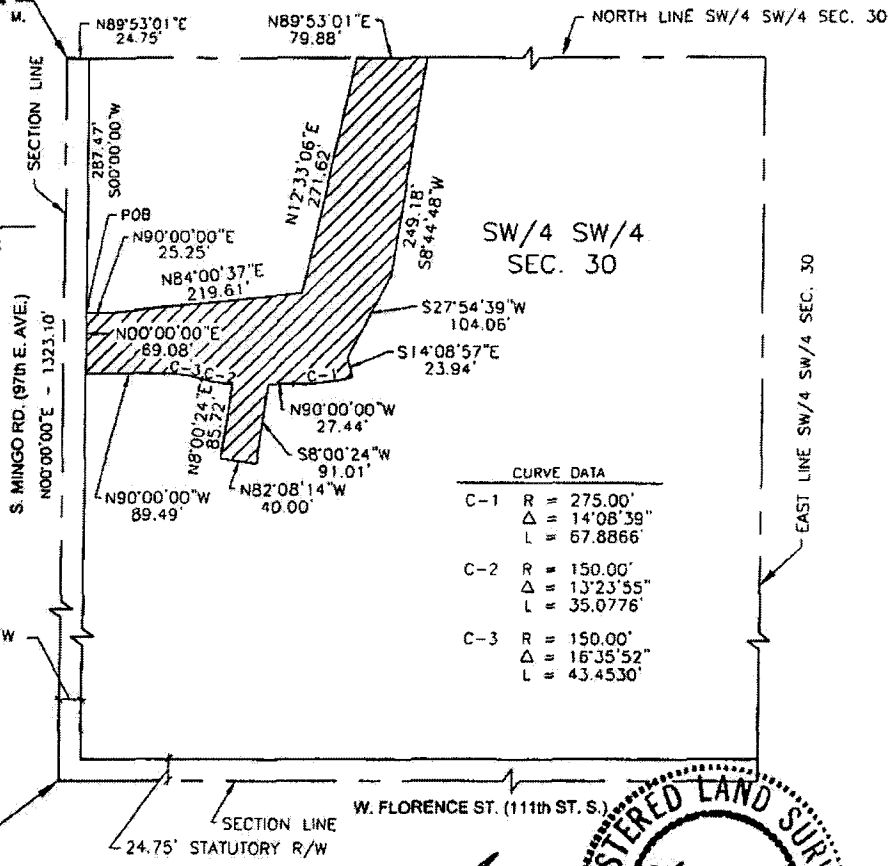 M.
N89°53'01"E
24.75'
N89°53'01"E
79.88'
NORTH LINE SW/4 SW/4 SEC. 30
SECTION LINE
287.47'
S00°00'00"W
POB
N90°00'00"E
25.25'
N84°00'37"E
219.61'
N12°33'06"E
271.62'
249.18'
S8°44'48"W
SW/4 SW/4
SEC. 30
S27°54'39"W
104.06'
S14°08'57"E
23.94'
N00°00'00"E
69.08'
C-3
C-2
C-1
N90°00'00"W
27.44'
N8°00'24"E
85.72'
S8°00'24"W
91.01'
N82°08'14"W
40.00'
N90°00'00"W
89.49'
S. MINGO RD. (97th E. AVE.)
N00°00'00"E - 1323.10'
EAST LINE SW/4 SW/4 SEC. 30
CURVE DATA
C-1 R = 275.00'
Δ = 14°08'39"
L = 67.8866'
C-2 R = 150.00'
Δ = 13°23'55"
L = 35.0776'
C-3 R = 150.00'
Δ = 16°35'52"
L = 43.4530'
W
W. FLORENCE ST. (111th ST. S.)
SECTION LINE
24.75' STATUTORY R/W
STERED LAND SUR